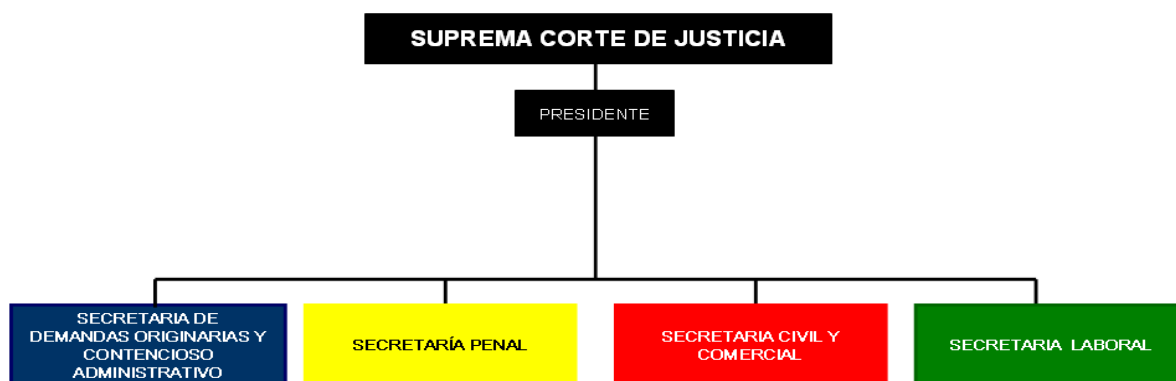 SUPREMA CORTE DE JUSTICIA
PRESIDENTE
SECRETARIA DE
DEMANDAS ORIGINARIAS Y
CONTENCIOSO
ADMINISTRATIVO
SECRETARÍA PENAL
SECRETARIA CIVIL Y
COMERCIAL
SECRETARIA LABORAL